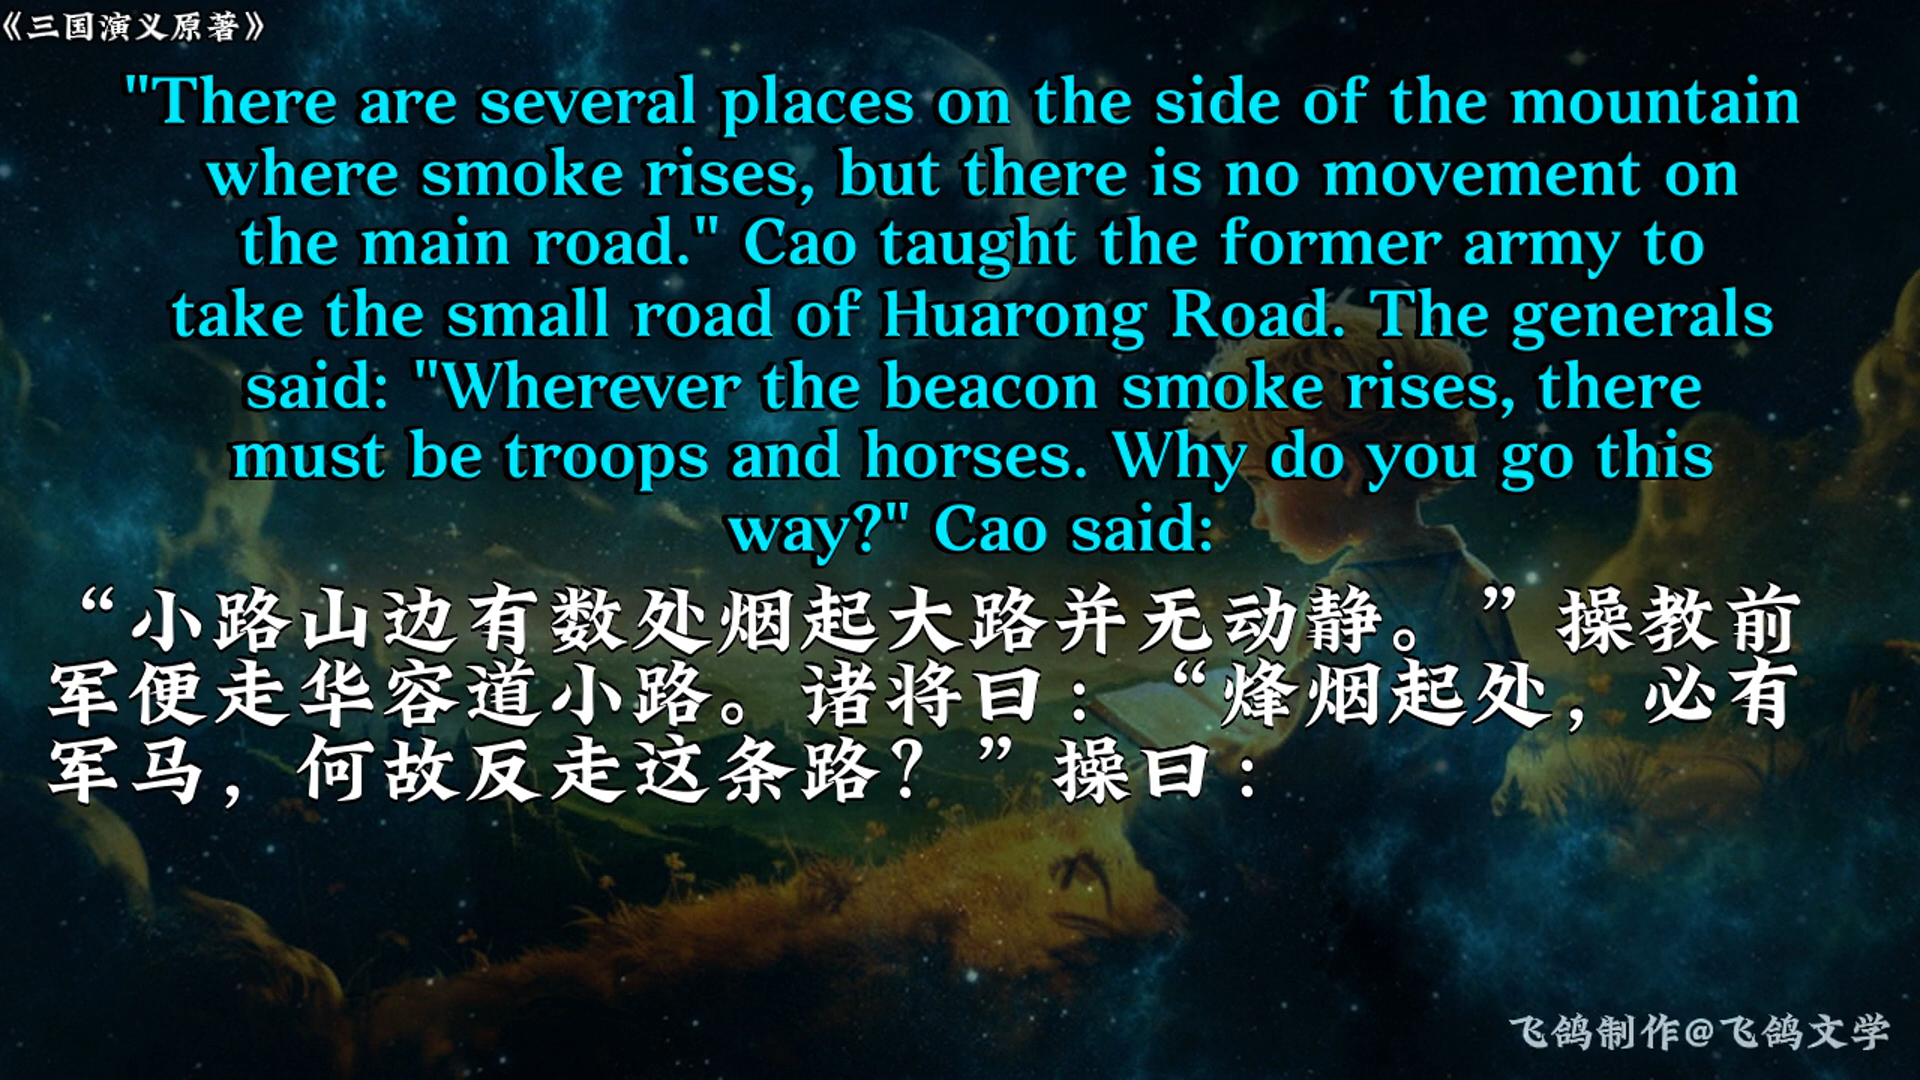 《三国演义原著》
"There are several places on the side of the mountain
where smoke rises, but there is no movement on
the main road." Cao taught the former army to
take the small road of Huarong Road. The generals
said: "Wherever the beacon smoke rises, there
must be troops and horses. Why do you go this
way?" Cao said:
“小路山边有数处烟起大路并无动静。”操教前
军便走华容道小路。诸将曰：“烽烟起处，必有
军马，何故反走这条路？”操曰：
飞鸽制作@飞鸽文学